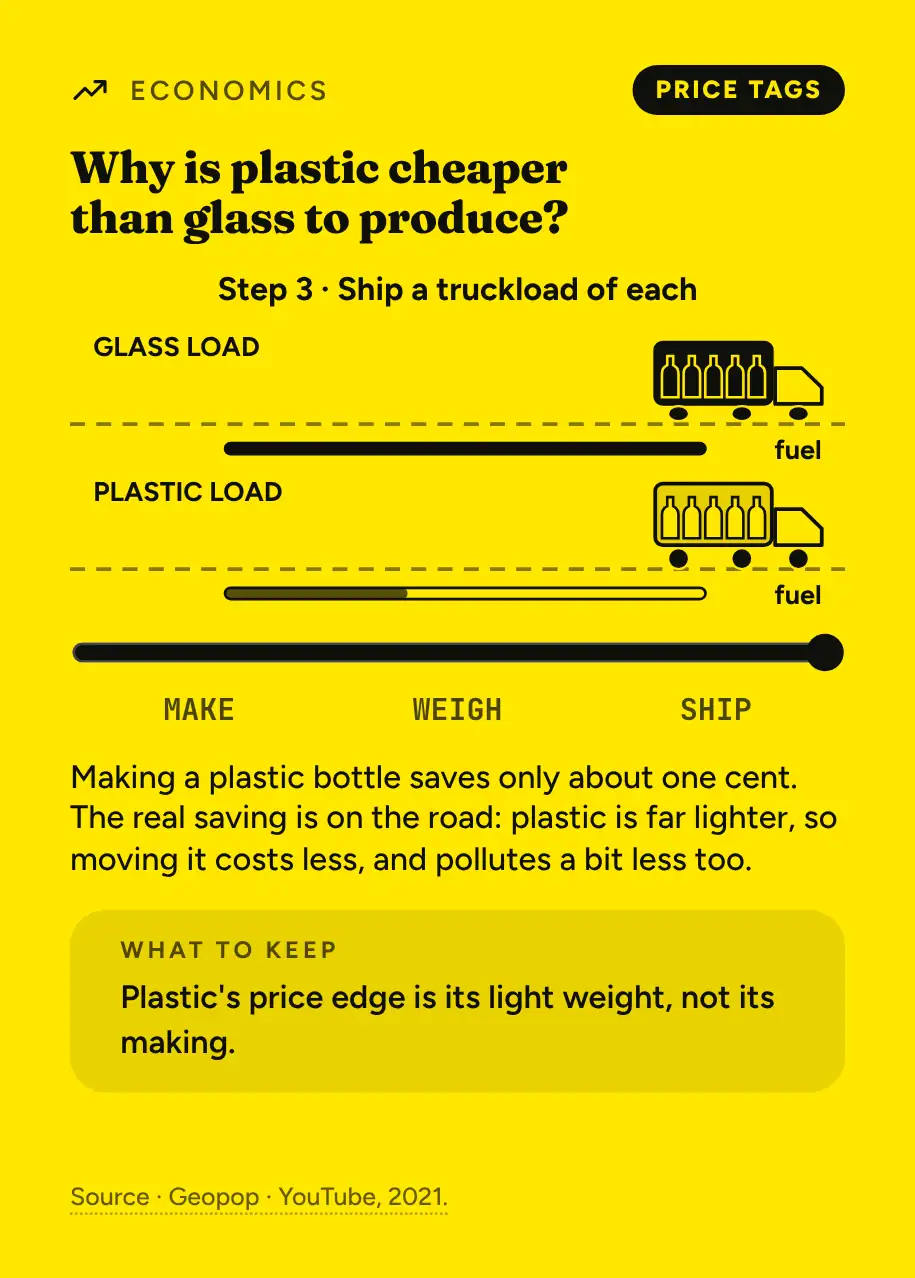 ECONOMICS
PRICE TAGS
Why is plastic cheaper
than glass to produce?
Step 3 · Ship a truckload of each
GLASS LOAD
fuel
PLASTIC LOAD
fuel
MAKE WEIGH SHIP
Making a plastic bottle saves only about one cent.
The real saving is on the road: plastic is far lighter, so
moving it costs less, and pollutes a bit less too.
WHAT TO KEEP
Plastic's price edge is its light weight, not its
making.
Source · Geopop · YouTube, 2021.